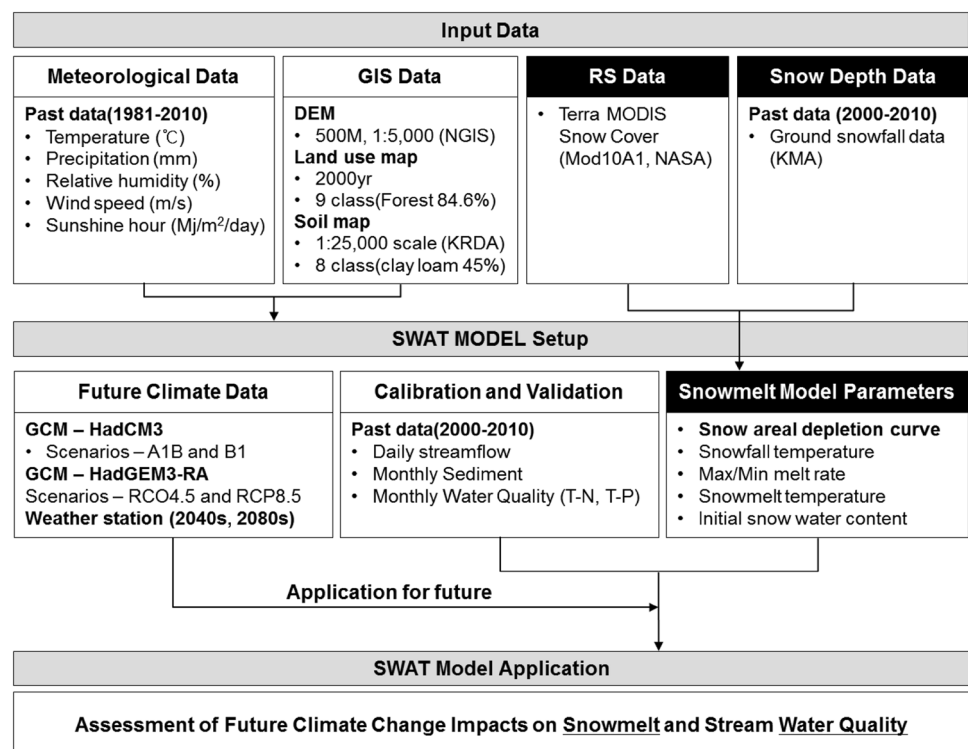 Input Data
Meteorological Data
Past data(1981-2010)
• Temperature (℃)
• Precipitation (mm)
• Relative humidity (%)
• Wind speed (m/s)
• Sunshine hour (Mj/m²/day)
GIS Data
DEM
• 500M, 1:5,000 (NGIS)
Land use map
• 2000yr
• 9 class(Forest 84.6%)
Soil map
• 1:25,000 scale (KRDA)
• 8 class(clay loam 45%)
RS Data
• Terra MODIS
Snow Cover
(Mod10A1, NASA)
Snow Depth Data
Past data (2000-2010)
• Ground snowfall data
(KMA)
SWAT MODEL Setup
Future Climate Data
GCM – HadCM3
• Scenarios – A1B and B1
GCM – HadGEM3-RA
Scenarios – RCO4.5 and RCP8.5
Weather station (2040s, 2080s)
Calibration and Validation
Past data(2000-2010)
• Daily streamflow
• Monthly Sediment
• Monthly Water Quality (T-N, T-P)
Snowmelt Model Parameters
• Snow areal depletion curve
• Snowfall temperature
• Max/Min melt rate
• Snowmelt temperature
• Initial snow water content
Application for future
SWAT Model Application
Assessment of Future Climate Change Impacts on Snowmelt and Stream Water Quality